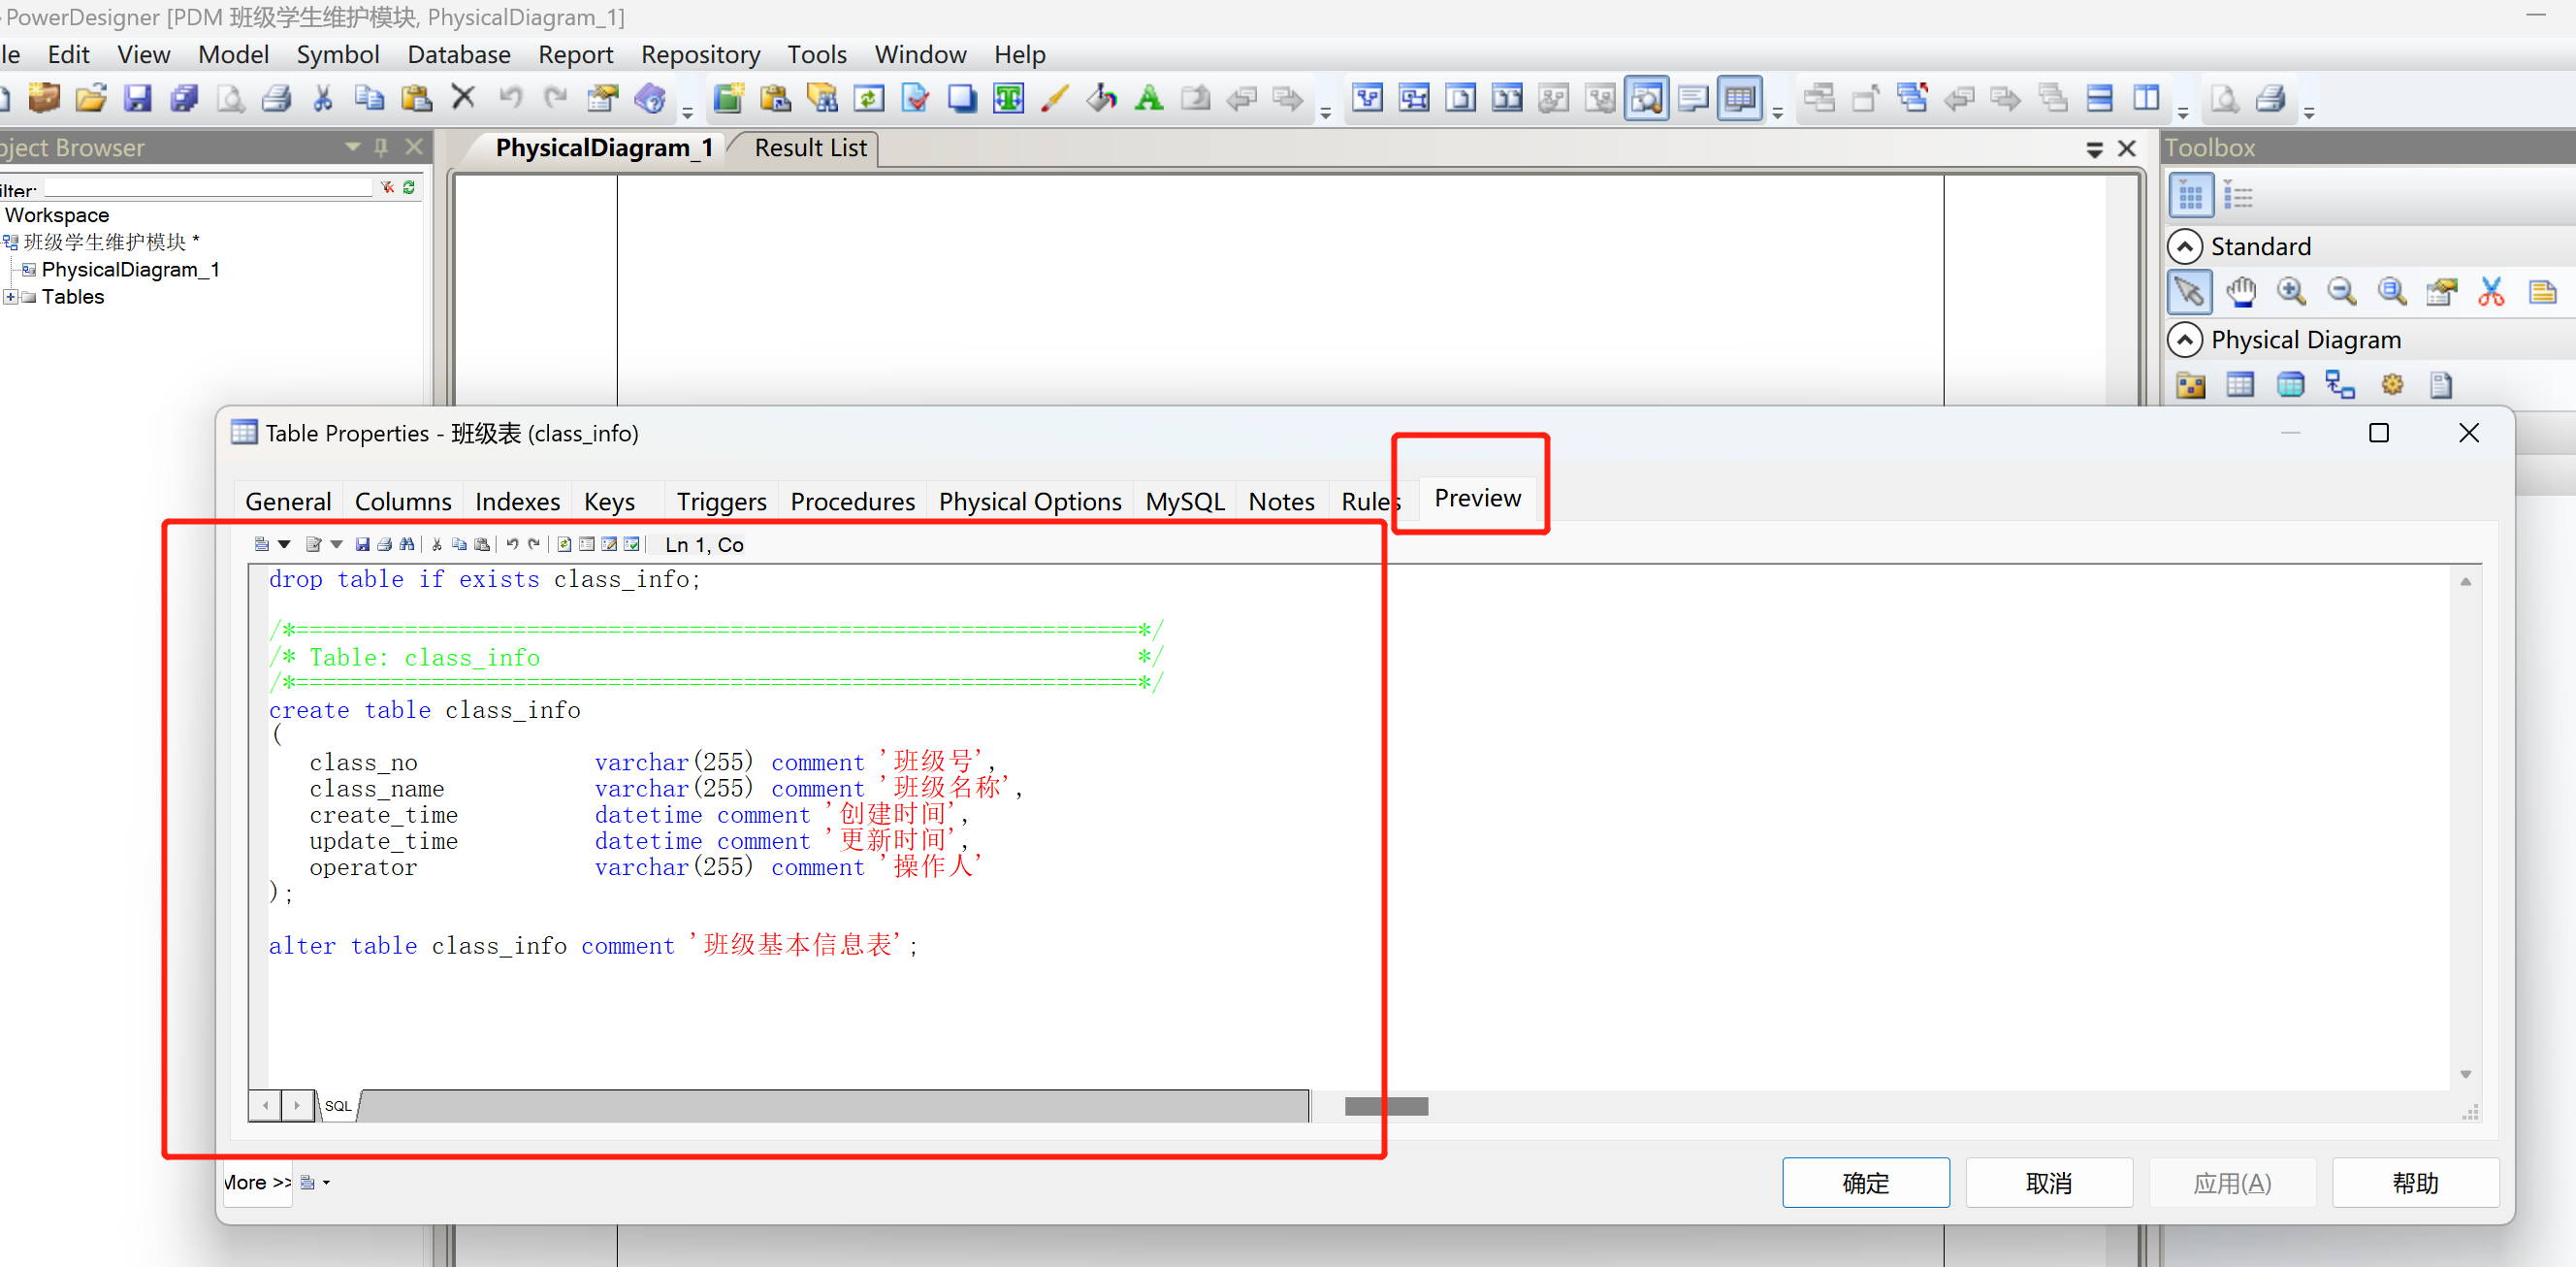 PowerDesigner [PDM 班级学生维护模块, PhysicalDiagram_1]
le Edit View Model Symbol Database Report Repository Tools Window Help
bject Browser
PhysicalDiagram_1 Result List
Toolbox
ilter:
Workspace
班级学生维护模块 *
PhysicalDiagram_1
Tables
Standard
Physical Diagram
Table Properties - 班级表 (class_info)
General Columns Indexes Keys Triggers Procedures Physical Options MySQL Notes Rules Preview
Ln 1, Co
drop table if exists class_info;
/*==============================================================*/
/* Table: class_info                                            */
/*==============================================================*/
create table class_info
(
   class_no             varchar(255) comment '班级号',
   class_name           varchar(255) comment '班级名称',
   create_time          datetime comment '创建时间',
   update_time          datetime comment '更新时间',
   operator             varchar(255) comment '操作人'
);
alter table class_info comment '班级基本信息表';
SQL
More >>
确定 取消 应用(A) 帮助